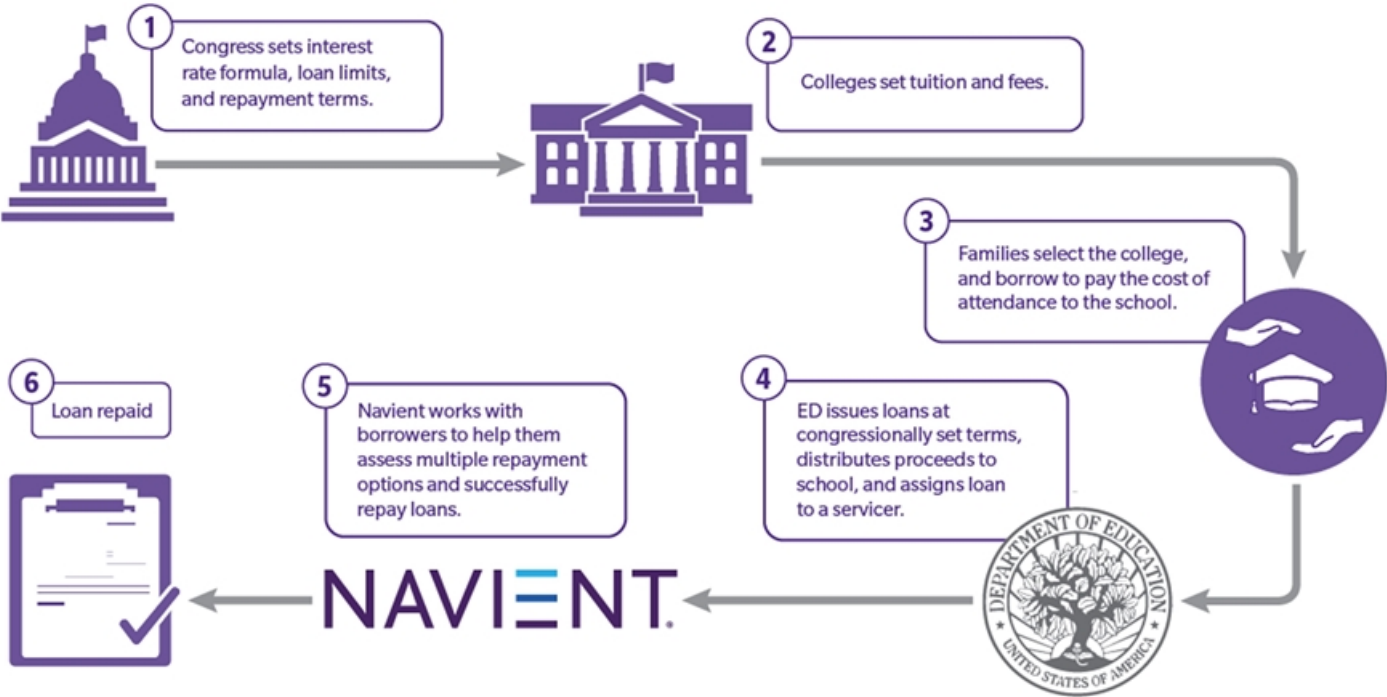 1
Congress sets interest
rate formula, loan limits,
and repayment terms.
2
Colleges set tuition and fees.
3
Families select the college,
and borrow to pay the cost of
attendance to the school.
4
ED issues loans at
congressionally set terms,
distributes proceeds to
school, and assigns loan
to a servicer.
DEPARTMENT OF EDUCATION
UNITED STATES OF AMERICA
5
Navient works with
borrowers to help them
assess multiple repayment
options and successfully
repay loans.
NAVIENT
6
Loan repaid